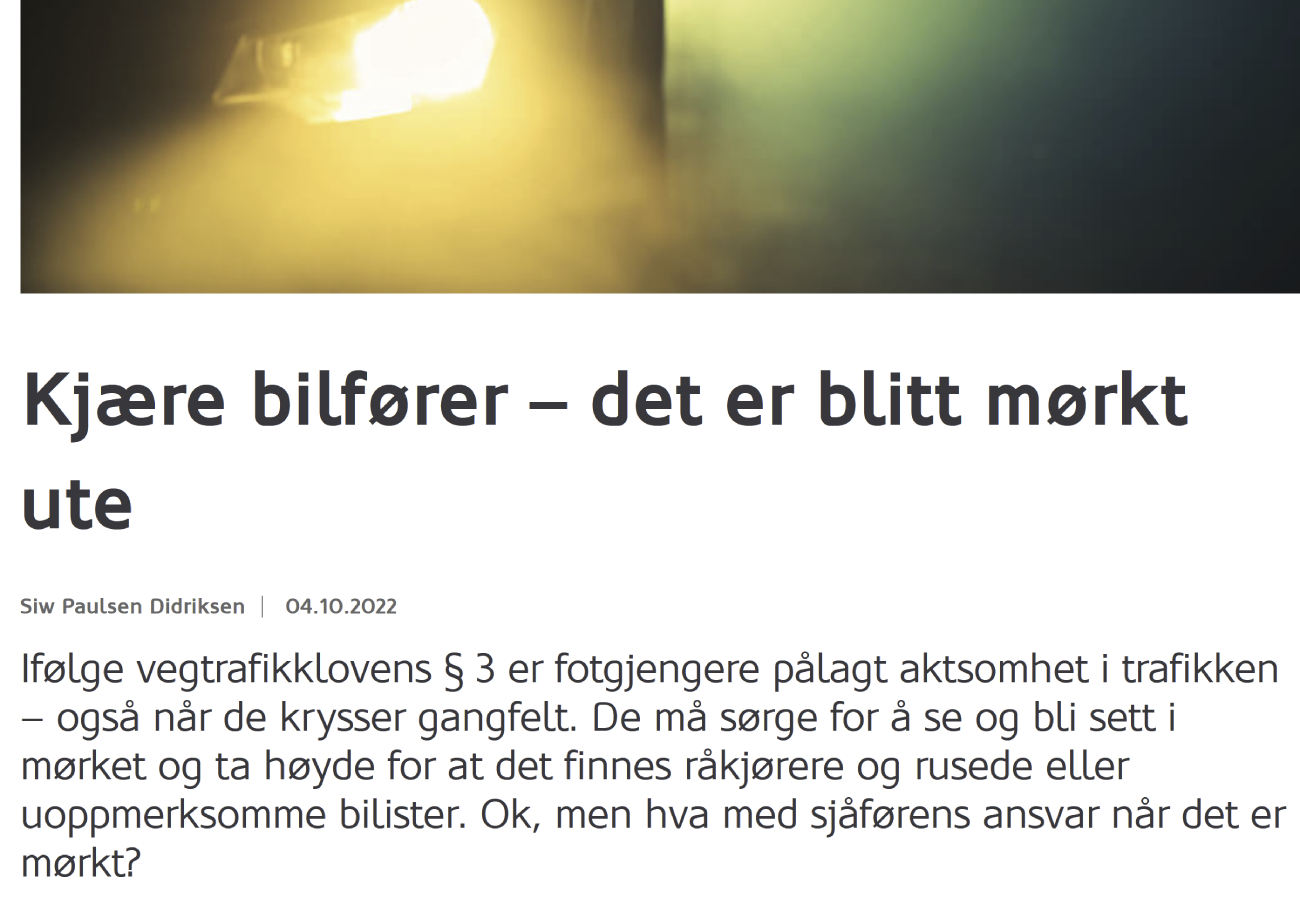 Kjære bilfører – det er blitt mørkt
ute
Siw Paulsen Didriksen | 04.10.2022
Ifølge vegtrafikklovens § 3 er fotgjengere pålagt aktsomhet i trafikken
– også når de krysser gangfelt. De må sørge for å se og bli sett i
mørket og ta høyde for at det finnes råkjørere og rusede eller
uoppmerksomme bilister. Ok, men hva med sjåførens ansvar når det er
mørkt?